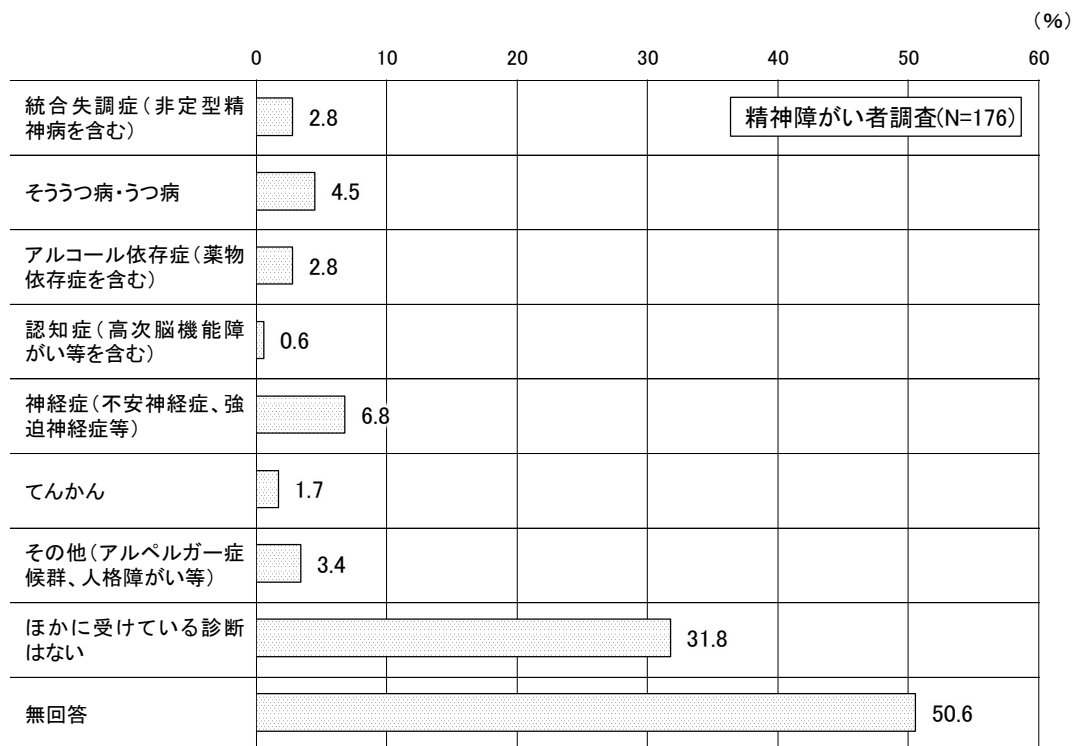 (%)
0 10 20 30 40 50 60
精神障がい者調査(N=176)
統合失調症(非定型精
神病を含む)
2.8
そううつ病・うつ病
4.5
アルコール依存症(薬物
依存症を含む)
2.8
認知症(高次脳機能障
がい等を含む)
0.6
神経症(不安神経症、強
迫神経症等)
6.8
てんかん
1.7
その他(アルペルガー症
候群、人格障がい等)
3.4
ほかに受けている診断
はない
31.8
無回答
50.6